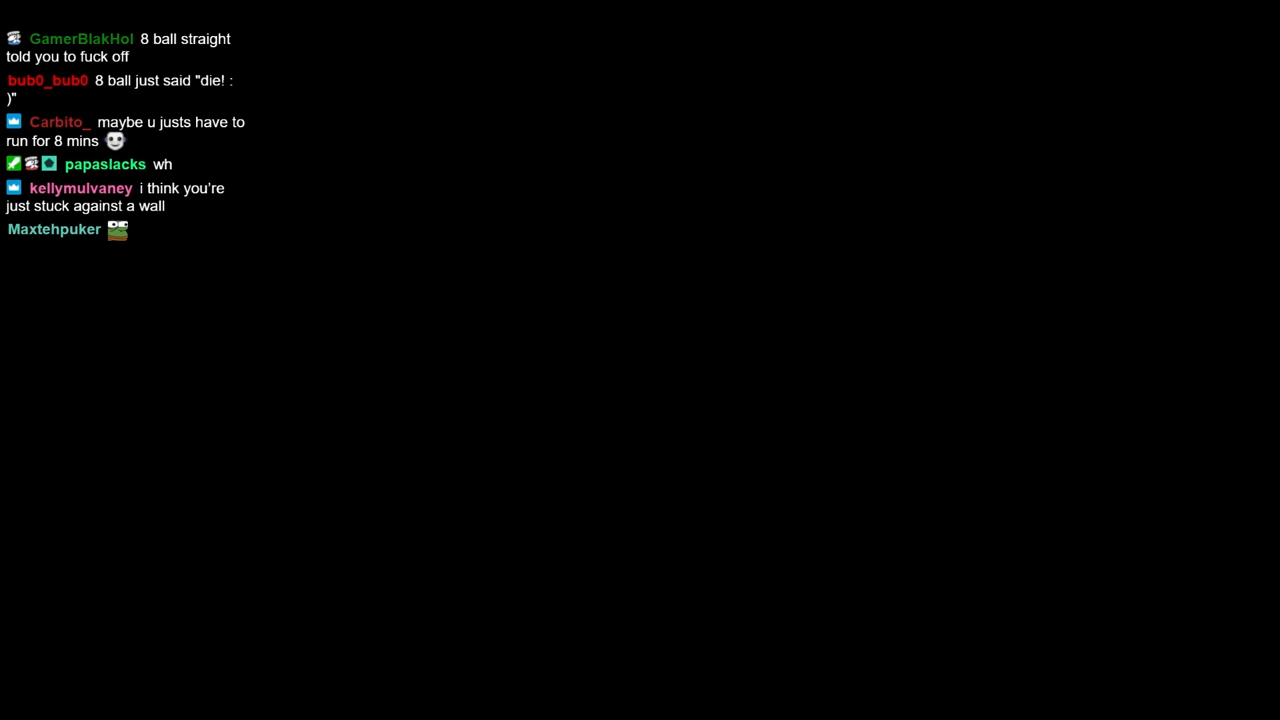 GamerBlakHol 8 ball straight
told you to fuck off
bub0_bub0 8 ball just said "die! :
)"
Carbito_ maybe u justs have to
run for 8 mins
papaslacks wh
kellymulvaney i think you're
just stuck against a wall
Maxtehpuker